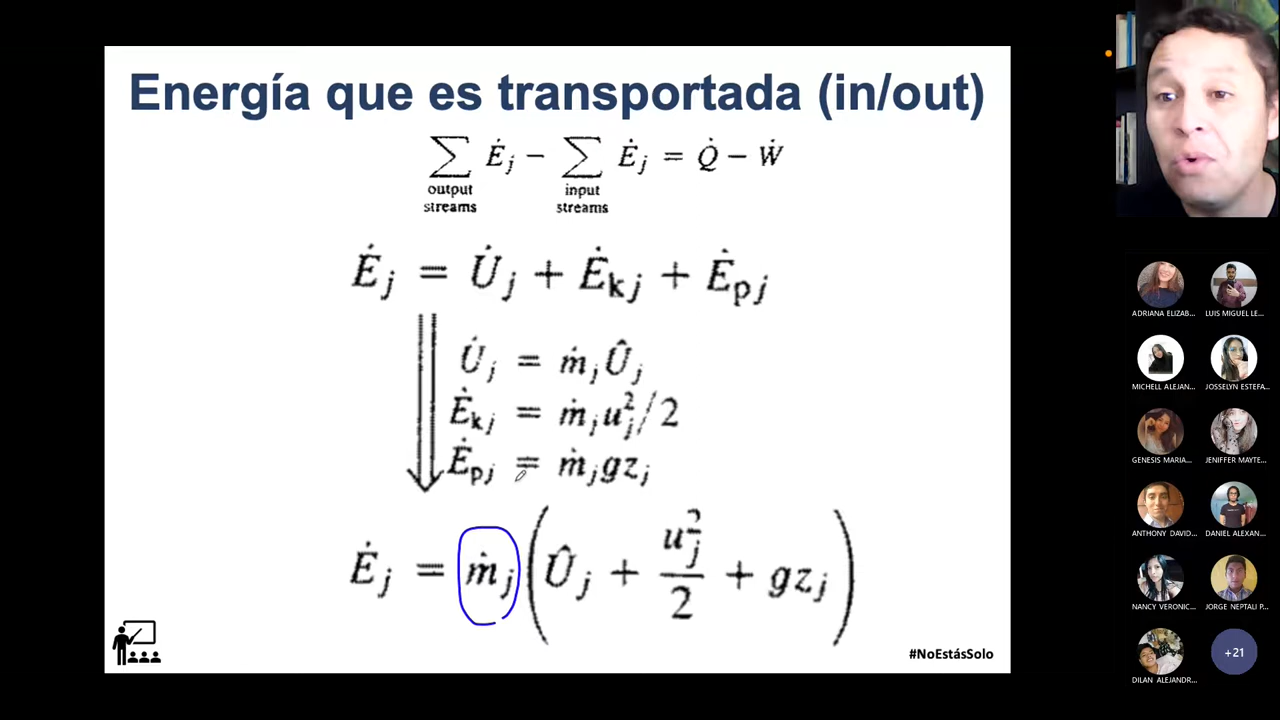 Energía que es transportada (in/out)
∑ Ė_j − ∑ Ė_j = Q̇ − Ẇ
output streams input streams
Ė_j = U̇_j + Ė_kj + Ė_pj
U̇_j = ṁ_j Û_j
Ė_kj = ṁ_j u_j²/2
Ė_pj = ṁ_j g z_j
Ė_j = ṁ_j (Û_j + u_j²/2 + g z_j)
#NoEstásSolo
ADRIANA ELIZAB...
LUIS MIGUEL LE...
MICHELL ALEJAN...
JOSSELYN ESTEFA...
GENESIS MARIA...
JENIFFER MAYTE...
ANTHONY DAVID...
DANIEL ALEXAN...
NANCY VERONIC...
JORGE NEPTALI P...
DILAN ALEJANDR...
+21